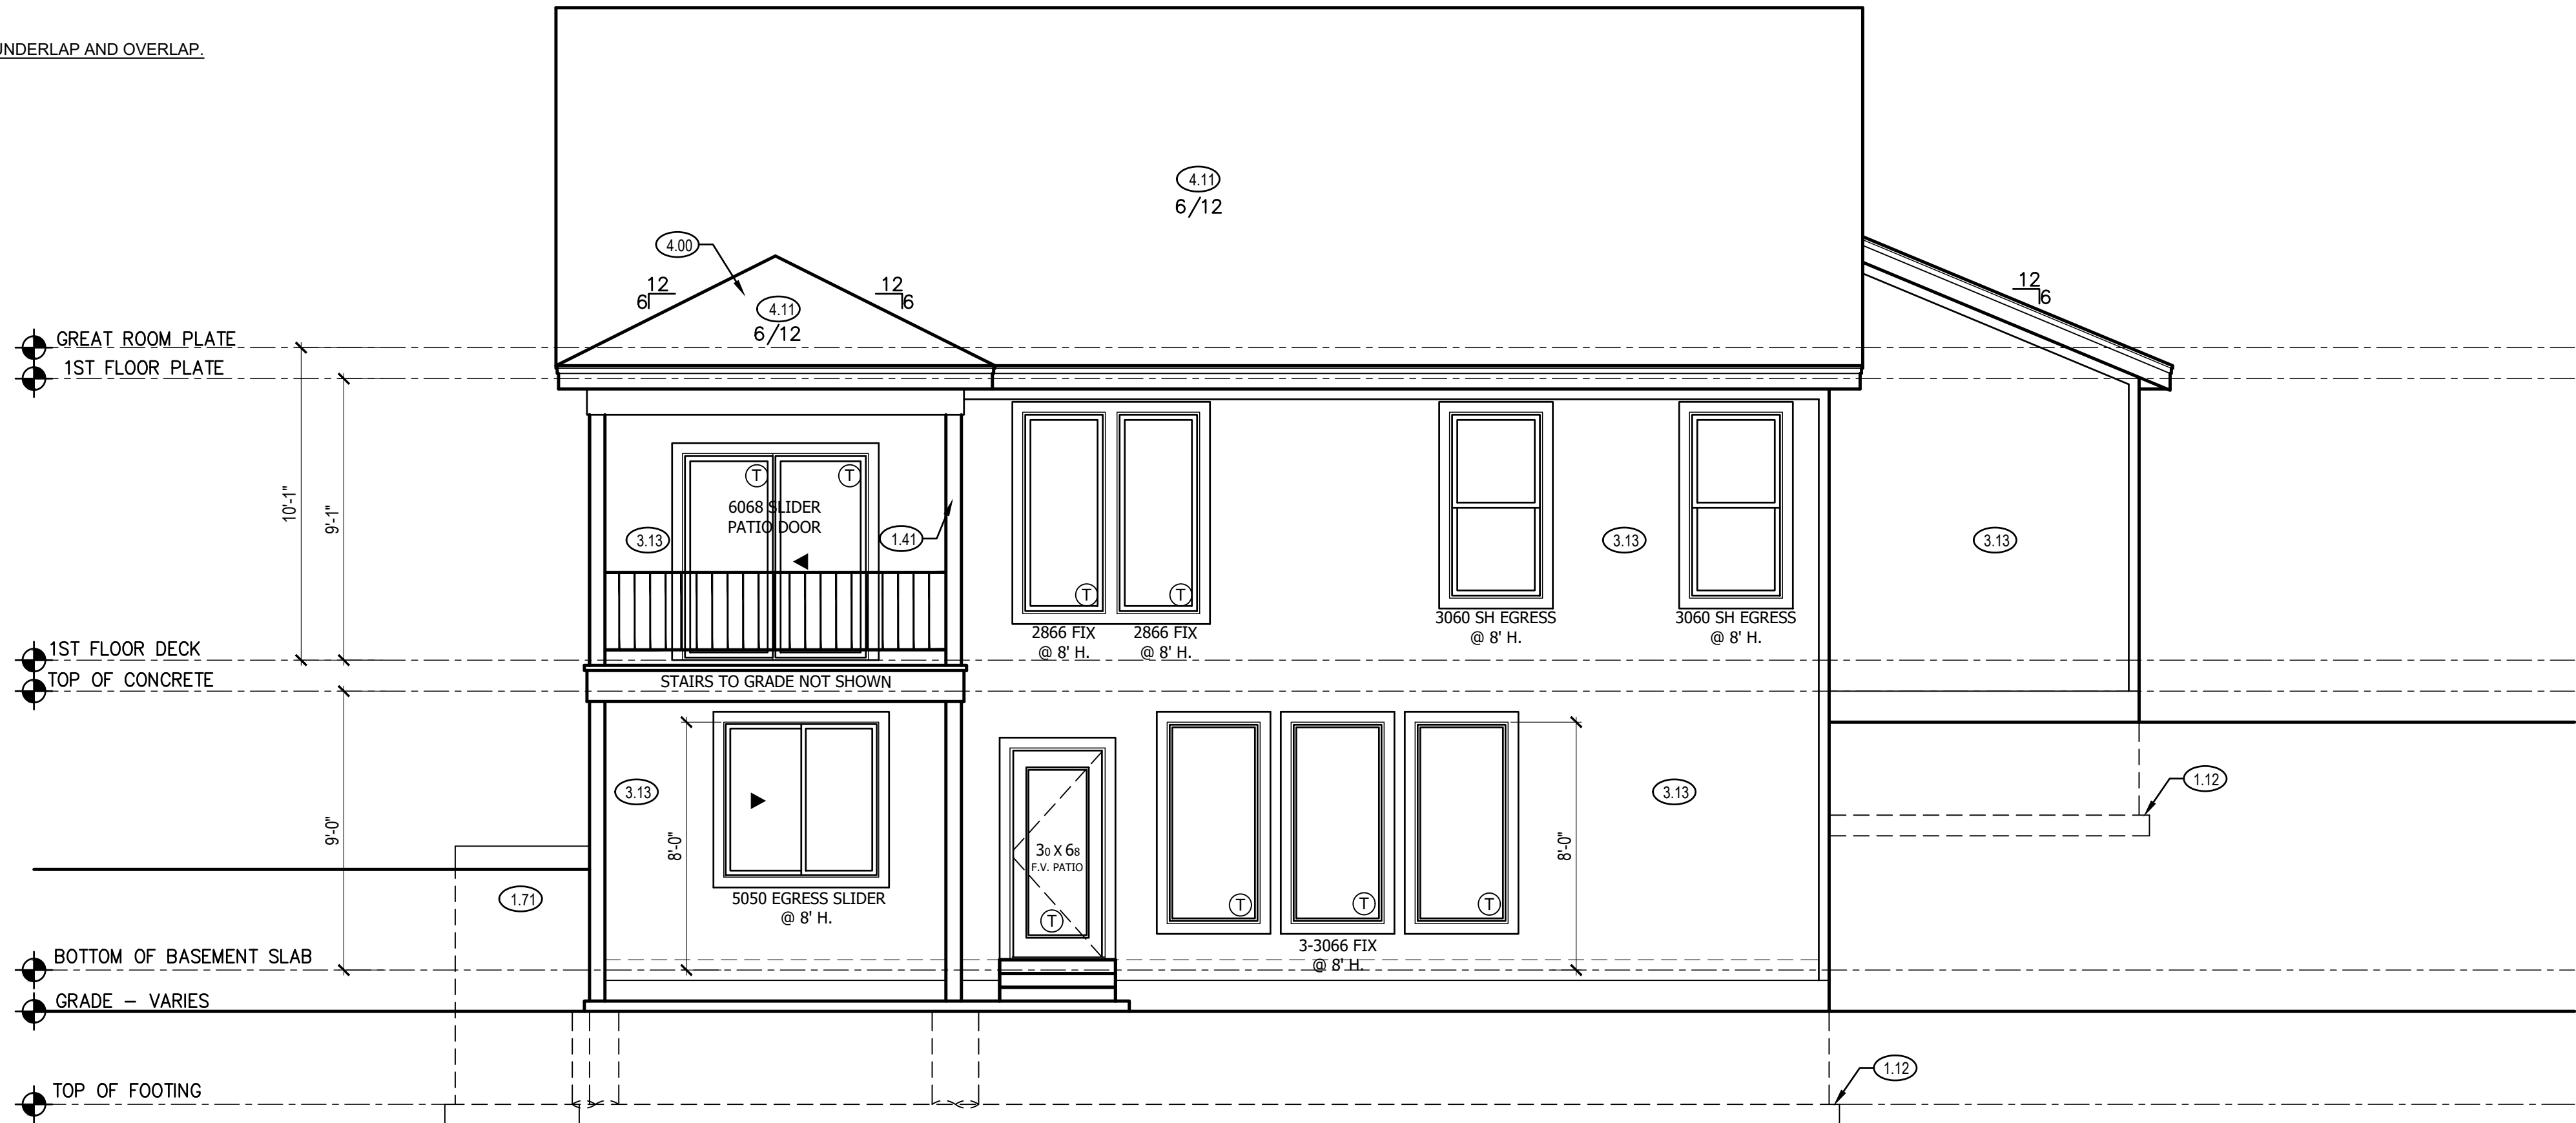 UNDERLAP AND OVERLAP.
4.11
6/12
4.00
12
6
12
6
4.11
6/12
12
6
GREAT ROOM PLATE
1ST FLOOR PLATE
10'-1"
9'-1"
6068 SLIDER
PATIO DOOR
T
T
3.13
1.41
T
T
2866 FIX
@ 8' H.
2866 FIX
@ 8' H.
3060 SH EGRESS
@ 8' H.
3.13
3060 SH EGRESS
@ 8' H.
3.13
1ST FLOOR DECK
TOP OF CONCRETE
STAIRS TO GRADE NOT SHOWN
9'-0"
3.13
8'-0"
5050 EGRESS SLIDER
@ 8' H.
30 X 68
F.V. PATIO
T
T
T
T
3-3066 FIX
@ 8' H.
8'-0"
3.13
1.12
1.71
BOTTOM OF BASEMENT SLAB
GRADE – VARIES
TOP OF FOOTING
1.12